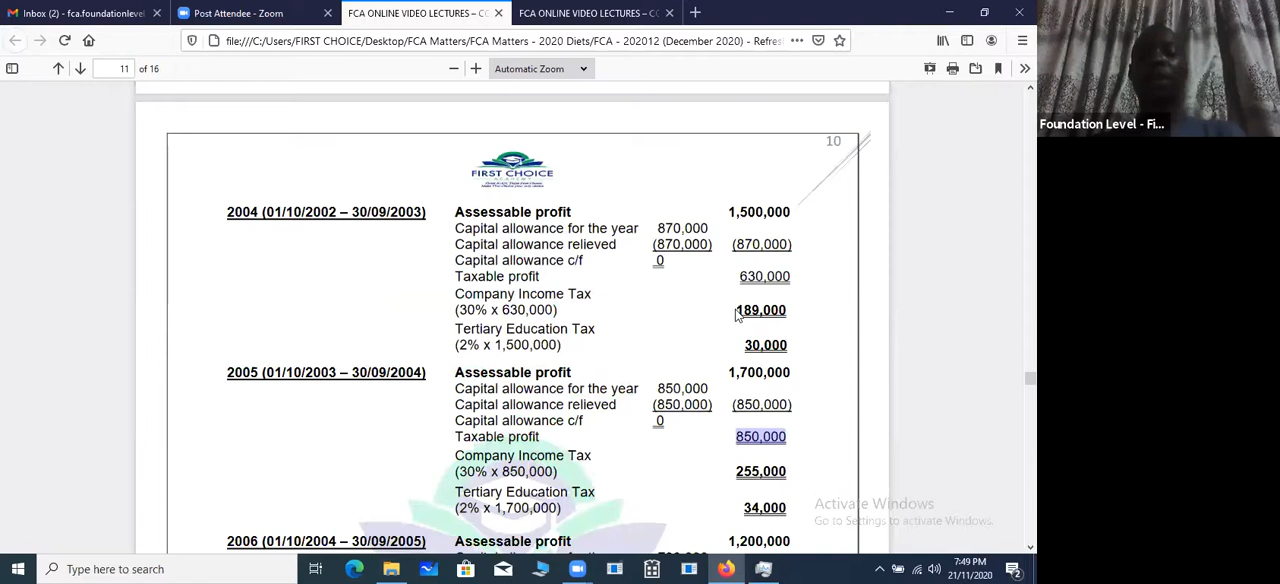 Inbox (2) - fca.foundationlevel
Post Attendee - Zoom
FCA ONLINE VIDEO LECTURES – CC
FCA ONLINE VIDEO LECTURES – CC
file:///C:/Users/FIRST CHOICE/Desktop/FCA Matters/FCA Matters - 2020 Diets/FCA - 202012 (December 2020) - Refres
11 of 16
Automatic Zoom
Foundation Level - Fi...
10
FIRST CHOICE
ACADEMY
2004 (01/10/2002 – 30/09/2003) Assessable profit 1,500,000
Capital allowance for the year 870,000
Capital allowance relieved (870,000) (870,000)
Capital allowance c/f 0
Taxable profit 630,000
Company Income Tax
(30% x 630,000) 189,000
Tertiary Education Tax
(2% x 1,500,000) 30,000
2005 (01/10/2003 – 30/09/2004) Assessable profit 1,700,000
Capital allowance for the year 850,000
Capital allowance relieved (850,000) (850,000)
Capital allowance c/f 0
Taxable profit 850,000
Company Income Tax
(30% x 850,000) 255,000
Tertiary Education Tax
(2% x 1,700,000) 34,000
Activate Windows
Go to Settings to activate Windows.
2006 (01/10/2004 – 30/09/2005) Assessable profit 1,200,000
Type here to search
7:49 PM
21/11/2020
2